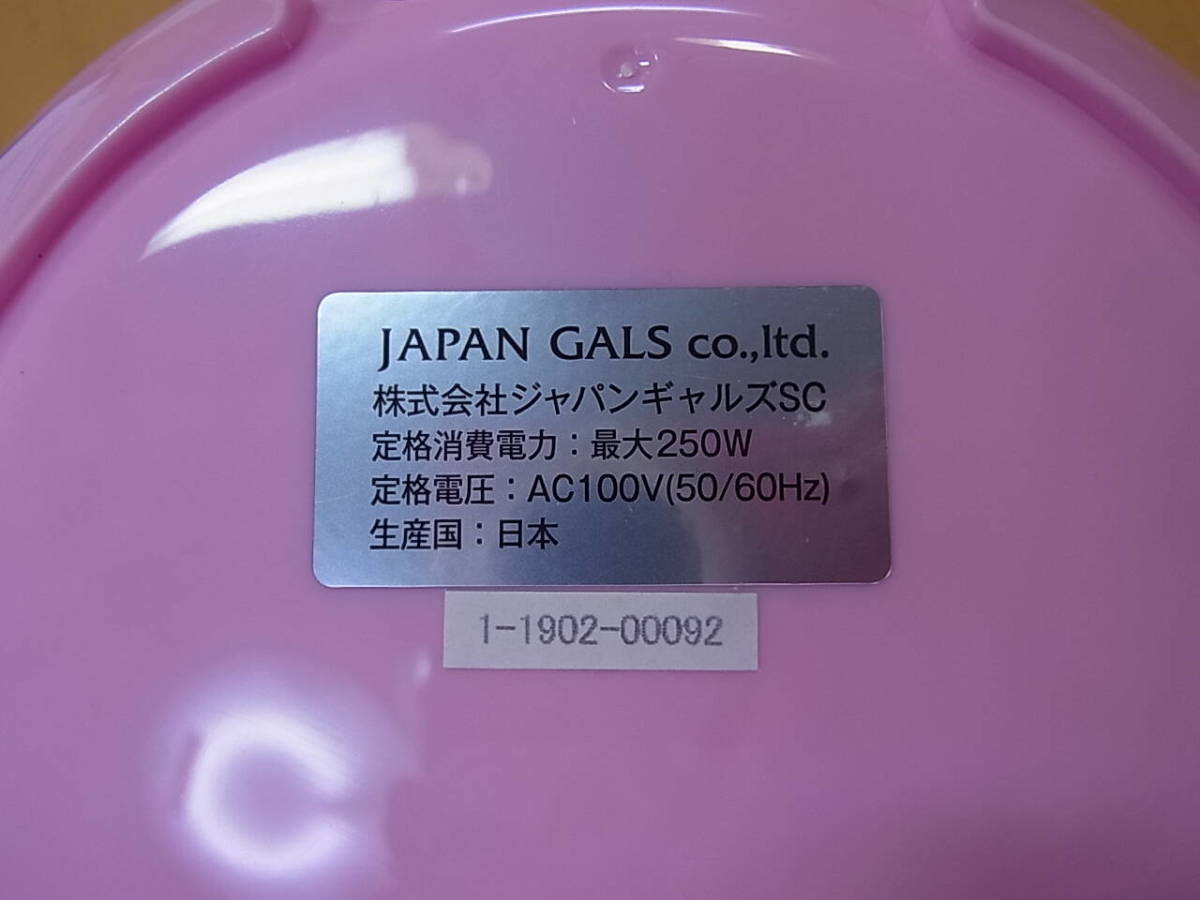 JAPAN GALS co.,ltd.
株式会社ジャパンギャルズSC
定格消費電力：最大250W
定格電圧：AC100V(50/60Hz)
生産国：日本
1-1902-00092